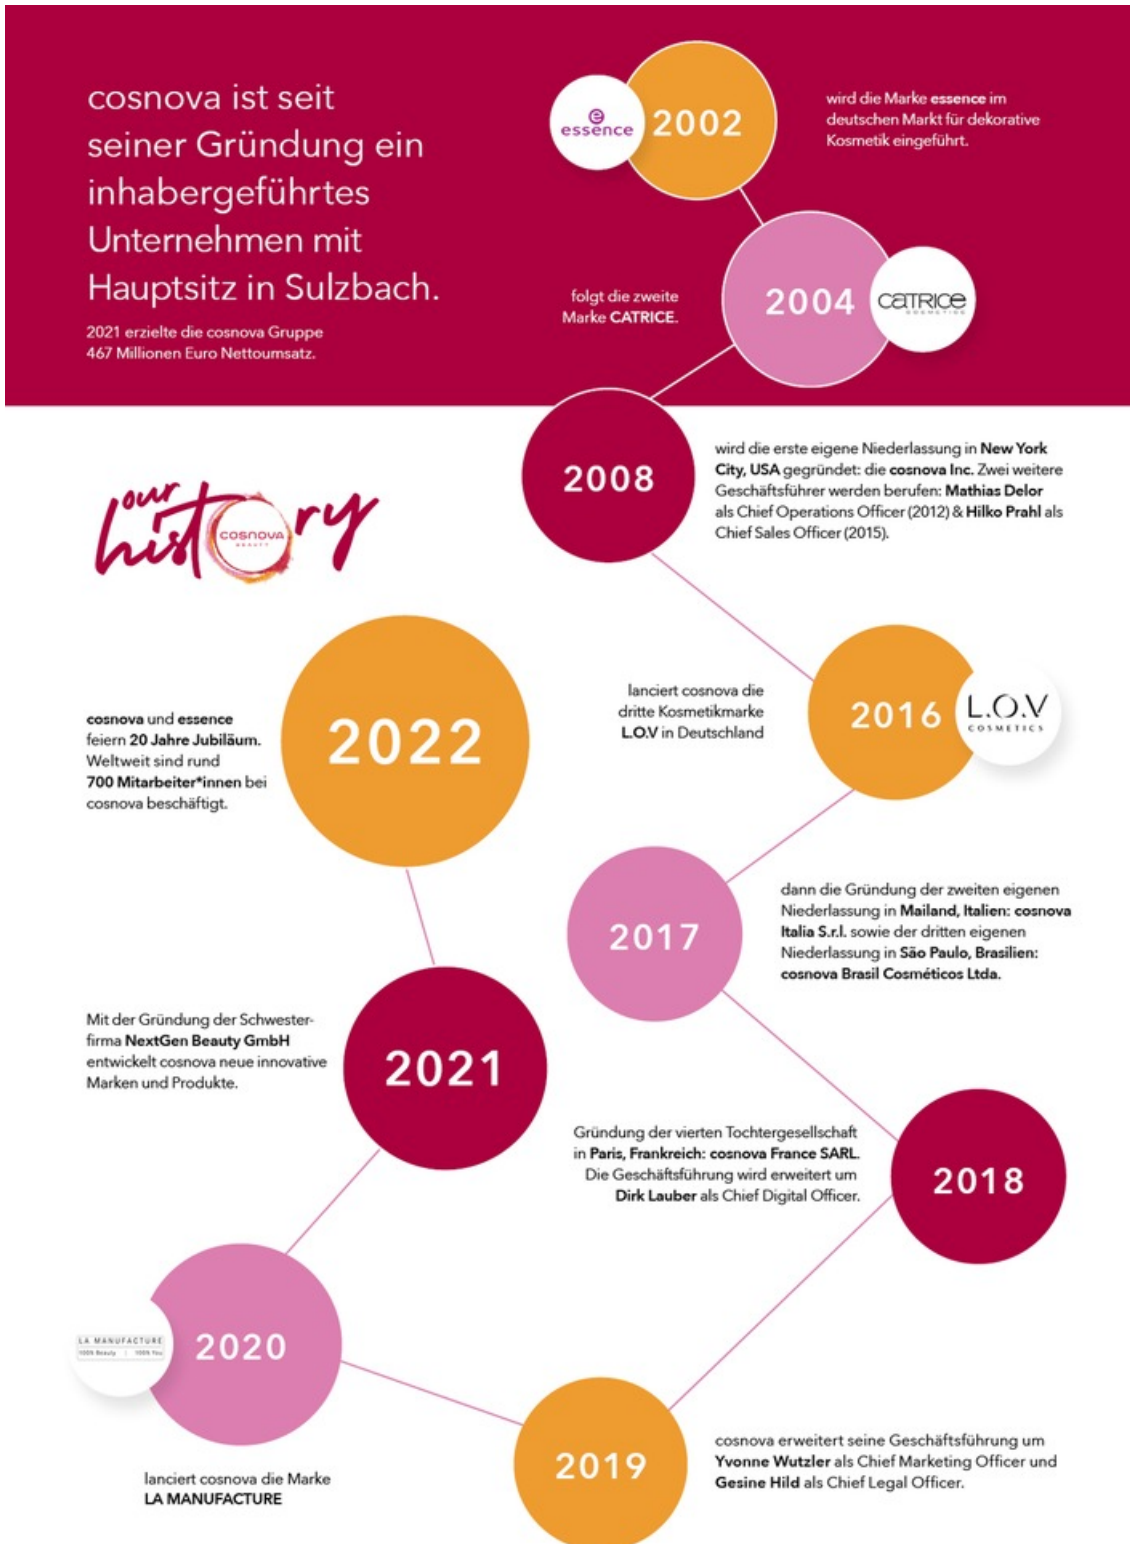 cosnova ist seit
seiner Gründung ein
inhabergeführtes
Unternehmen mit
Hauptsitz in Sulzbach.
2021 erzielte die cosnova Gruppe
467 Millionen Euro Nettoumsatz.
e
essence
2002
wird die Marke essence im
deutschen Markt für dekorative
Kosmetik eingeführt.
folgt die zweite
Marke CATRICE.
2004
CATRICE
COSMETICS
2008
wird die erste eigene Niederlassung in New York
City, USA gegründet: die cosnova Inc. Zwei weitere
Geschäftsführer werden berufen: Mathias Delor
als Chief Operations Officer (2012) & Hilko Prahl als
Chief Sales Officer (2015).
our
history
COSNOVA
BEAUTY
lanciert cosnova die
dritte Kosmetikmarke
L.O.V in Deutschland
2016
L.O.V
COSMETICS
2017
dann die Gründung der zweiten eigenen
Niederlassung in Mailand, Italien: cosnova
Italia S.r.l. sowie der dritten eigenen
Niederlassung in São Paulo, Brasilien:
cosnova Brasil Cosméticos Ltda.
Gründung der vierten Tochtergesellschaft
in Paris, Frankreich: cosnova France SARL.
Die Geschäftsführung wird erweitert um
Dirk Lauber als Chief Digital Officer.
2018
2019
cosnova erweitert seine Geschäftsführung um
Yvonne Wutzler als Chief Marketing Officer und
Gesine Hild als Chief Legal Officer.
LA MANUFACTURE
100% Beauty | 100% You
2020
lanciert cosnova die Marke
LA MANUFACTURE
Mit der Gründung der Schwester-
firma NextGen Beauty GmbH
entwickelt cosnova neue innovative
Marken und Produkte.
2021
cosnova und essence
feiern 20 Jahre Jubiläum.
Weltweit sind rund
700 Mitarbeiter*innen bei
cosnova beschäftigt.
2022